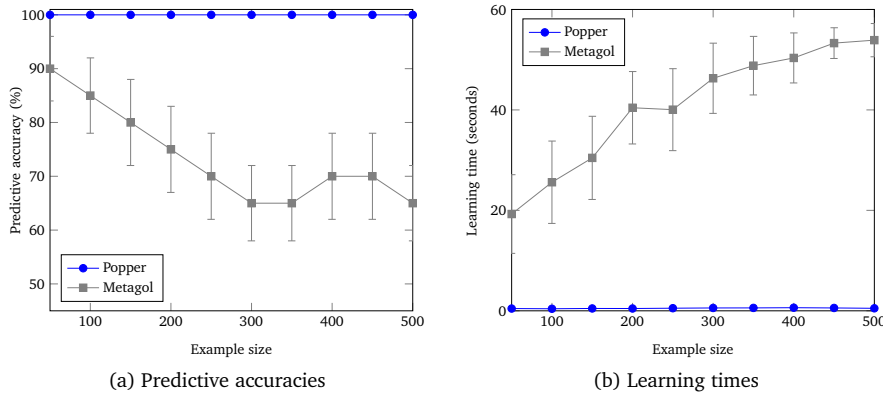 100
90
80
70
60
50
Predictive accuracy (%)
Popper
Metagol
100 200 300 400 500
Example size
(a) Predictive accuracies
60
40
20
0
Learning time (seconds)
Popper
Metagol
100 200 300 400 500
Example size
(b) Learning times